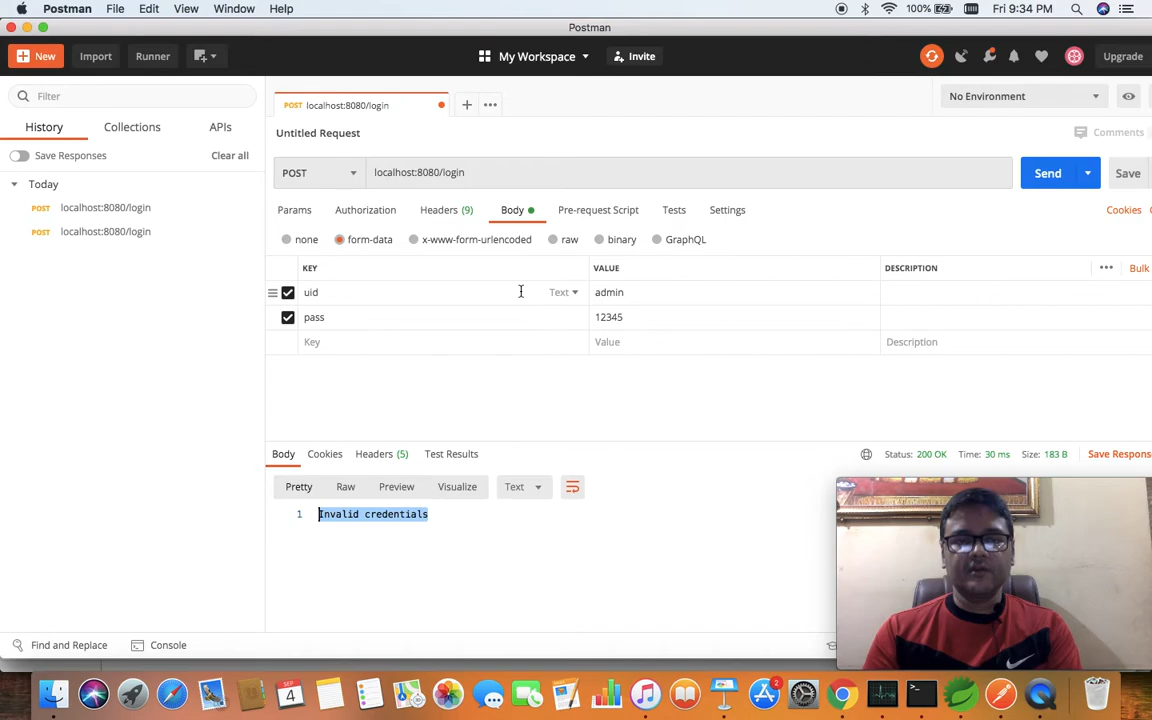 Postman File Edit View Window Help 100% Fri 9:34 PM
Postman
New Import Runner My Workspace Invite Upgrade
Filter POST localhost:8080/login No Environment
History Collections APIs Untitled Request Comments
Save Responses Clear all
Today
POST localhost:8080/login
POST localhost:8080/login
POST localhost:8080/login Send Save
Params Authorization Headers (9) Body Pre-request Script Tests Settings Cookies
none form-data x-www-form-urlencoded raw binary GraphQL
KEY VALUE DESCRIPTION Bulk
uid Text admin
pass 12345
Key Value Description
Body Cookies Headers (5) Test Results Status: 200 OK Time: 30 ms Size: 183 B Save Respons
Pretty Raw Preview Visualize Text
1 Invalid credentials
Find and Replace Console
SEP
4
2